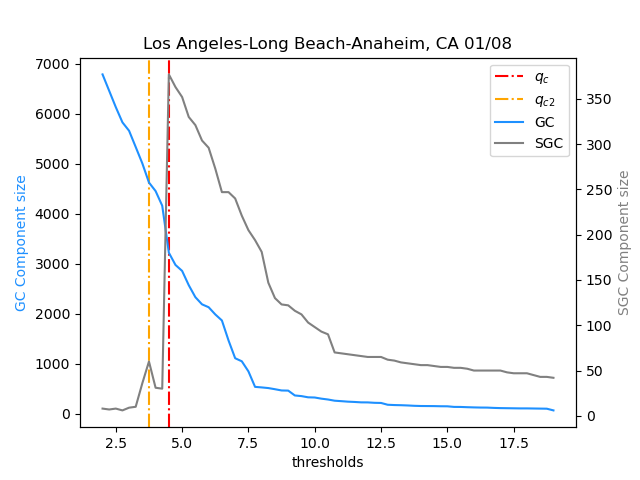 Los Angeles-Long Beach-Anaheim, CA 01/08
7000
6000
5000
4000
3000
2000
1000
0
GC Component size
q_c
q_c2
GC
SGC
350
300
250
200
150
100
50
0
SGC Component size
2.5 5.0 7.5 10.0 12.5 15.0 17.5
thresholds